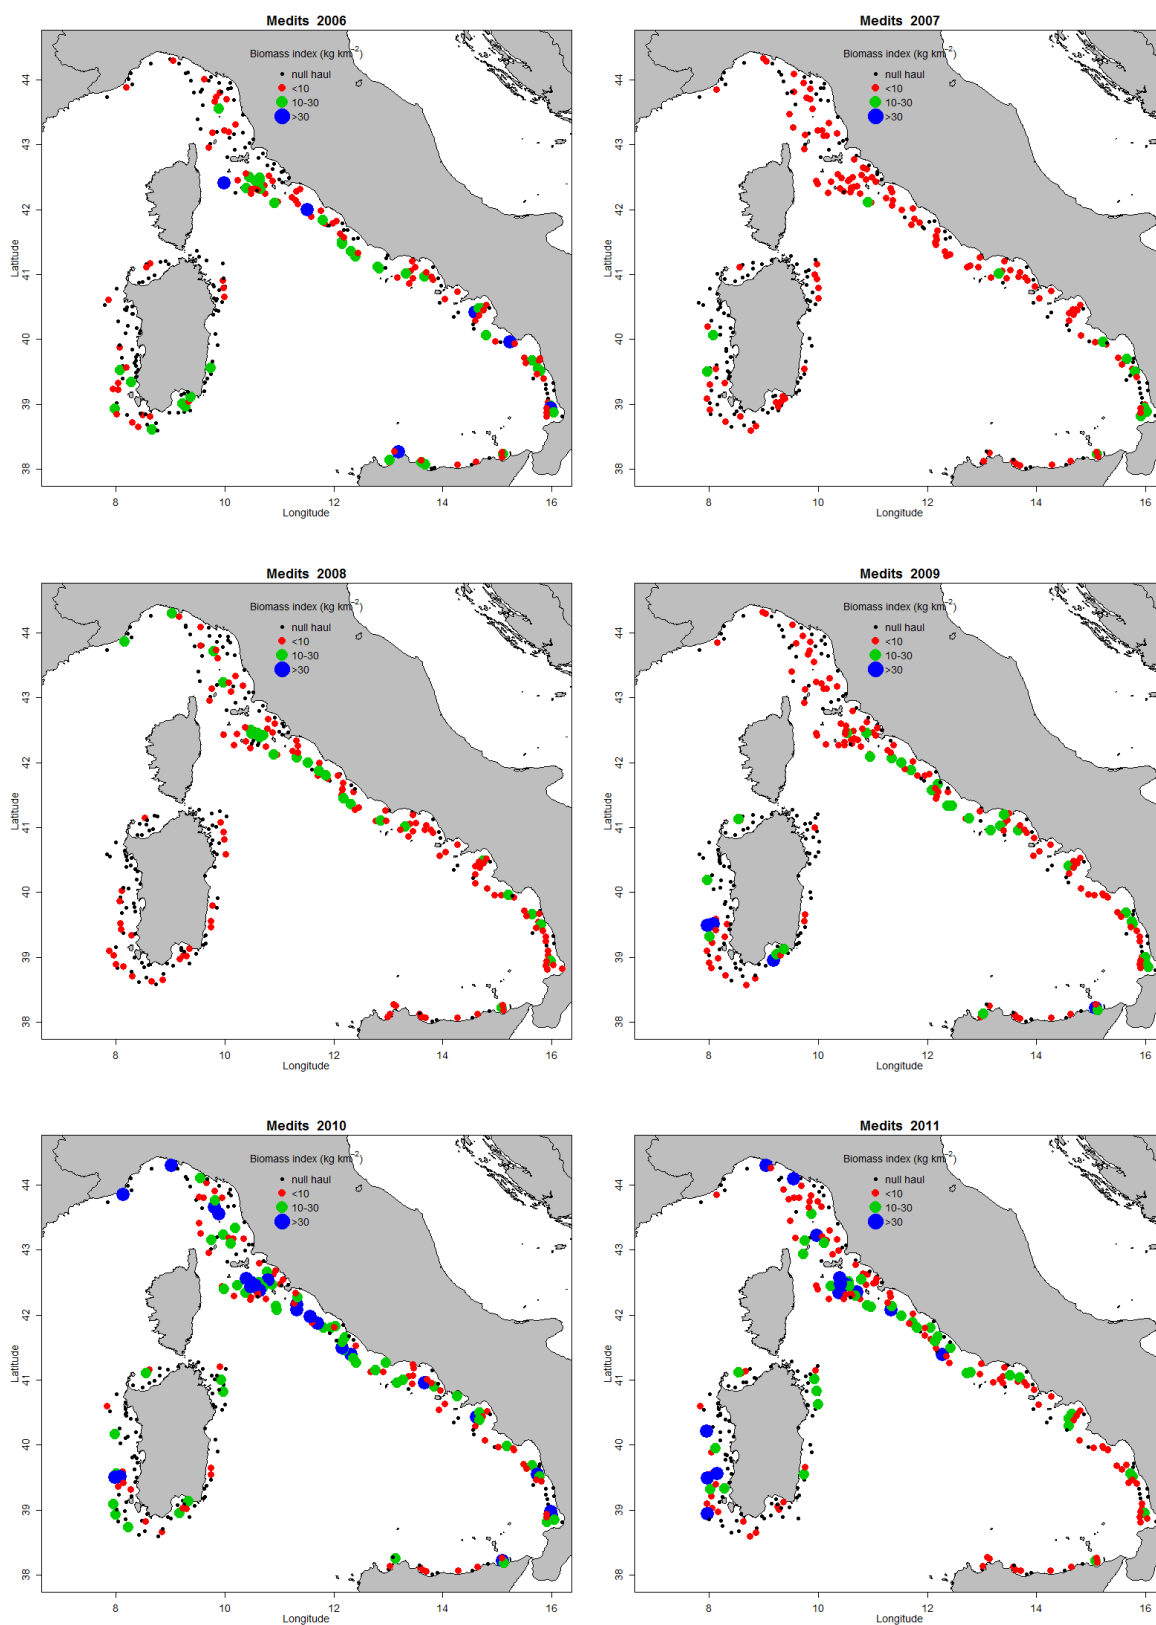 Medits 2006
Biomass index (kg km⁻²)
null haul
<10
10-30
>30
Latitude
44
43
42
41
40
39
38
8 10 12 14 16
Longitude
Medits 2007
Biomass index (kg km⁻²)
null haul
<10
10-30
>30
Latitude
44
43
42
41
40
39
38
8 10 12 14 16
Longitude
Medits 2008
Biomass index (kg km⁻²)
null haul
<10
10-30
>30
Latitude
44
43
42
41
40
39
38
8 10 12 14 16
Longitude
Medits 2009
Biomass index (kg km⁻²)
null haul
<10
10-30
>30
Latitude
44
43
42
41
40
39
38
8 10 12 14 16
Longitude
Medits 2010
Biomass index (kg km⁻²)
null haul
<10
10-30
>30
Latitude
44
43
42
41
40
39
38
8 10 12 14 16
Longitude
Medits 2011
Biomass index (kg km⁻²)
null haul
<10
10-30
>30
Latitude
44
43
42
41
40
39
38
8 10 12 14 16
Longitude